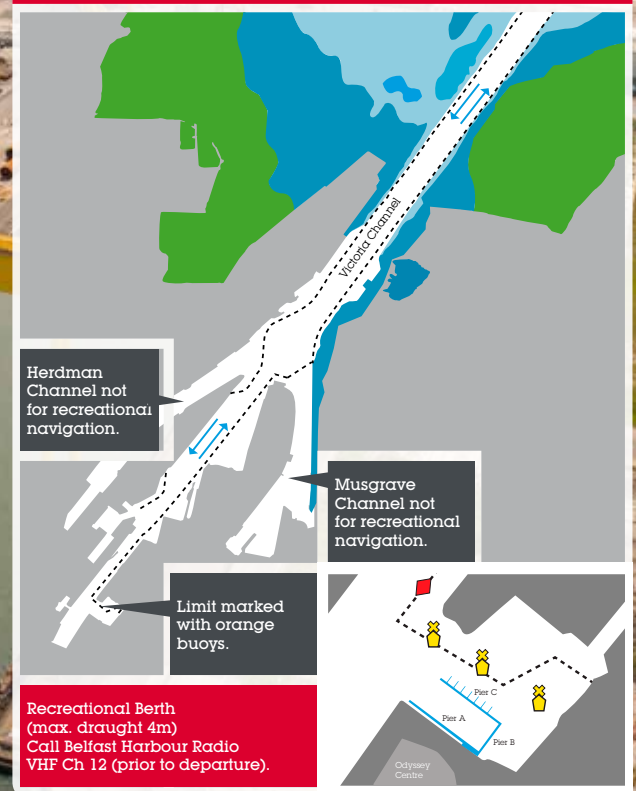 Victoria Channel
Herdman
Channel not
for recreational
navigation.
Musgrave
Channel not
for recreational
navigation.
Limit marked
with orange
buoys.
Recreational Berth
(max. draught 4m)
Call Belfast Harbour Radio
VHF Ch 12 (prior to departure).
Pier C
Pier A
Pier B
Odyssey
Centre